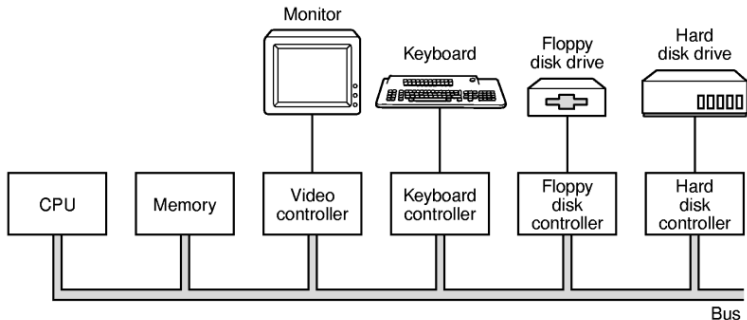 Monitor
Keyboard
Floppy
disk drive
Hard
disk drive
CPU
Memory
Video
controller
Keyboard
controller
Floppy
disk
controller
Hard
disk
controller
Bus